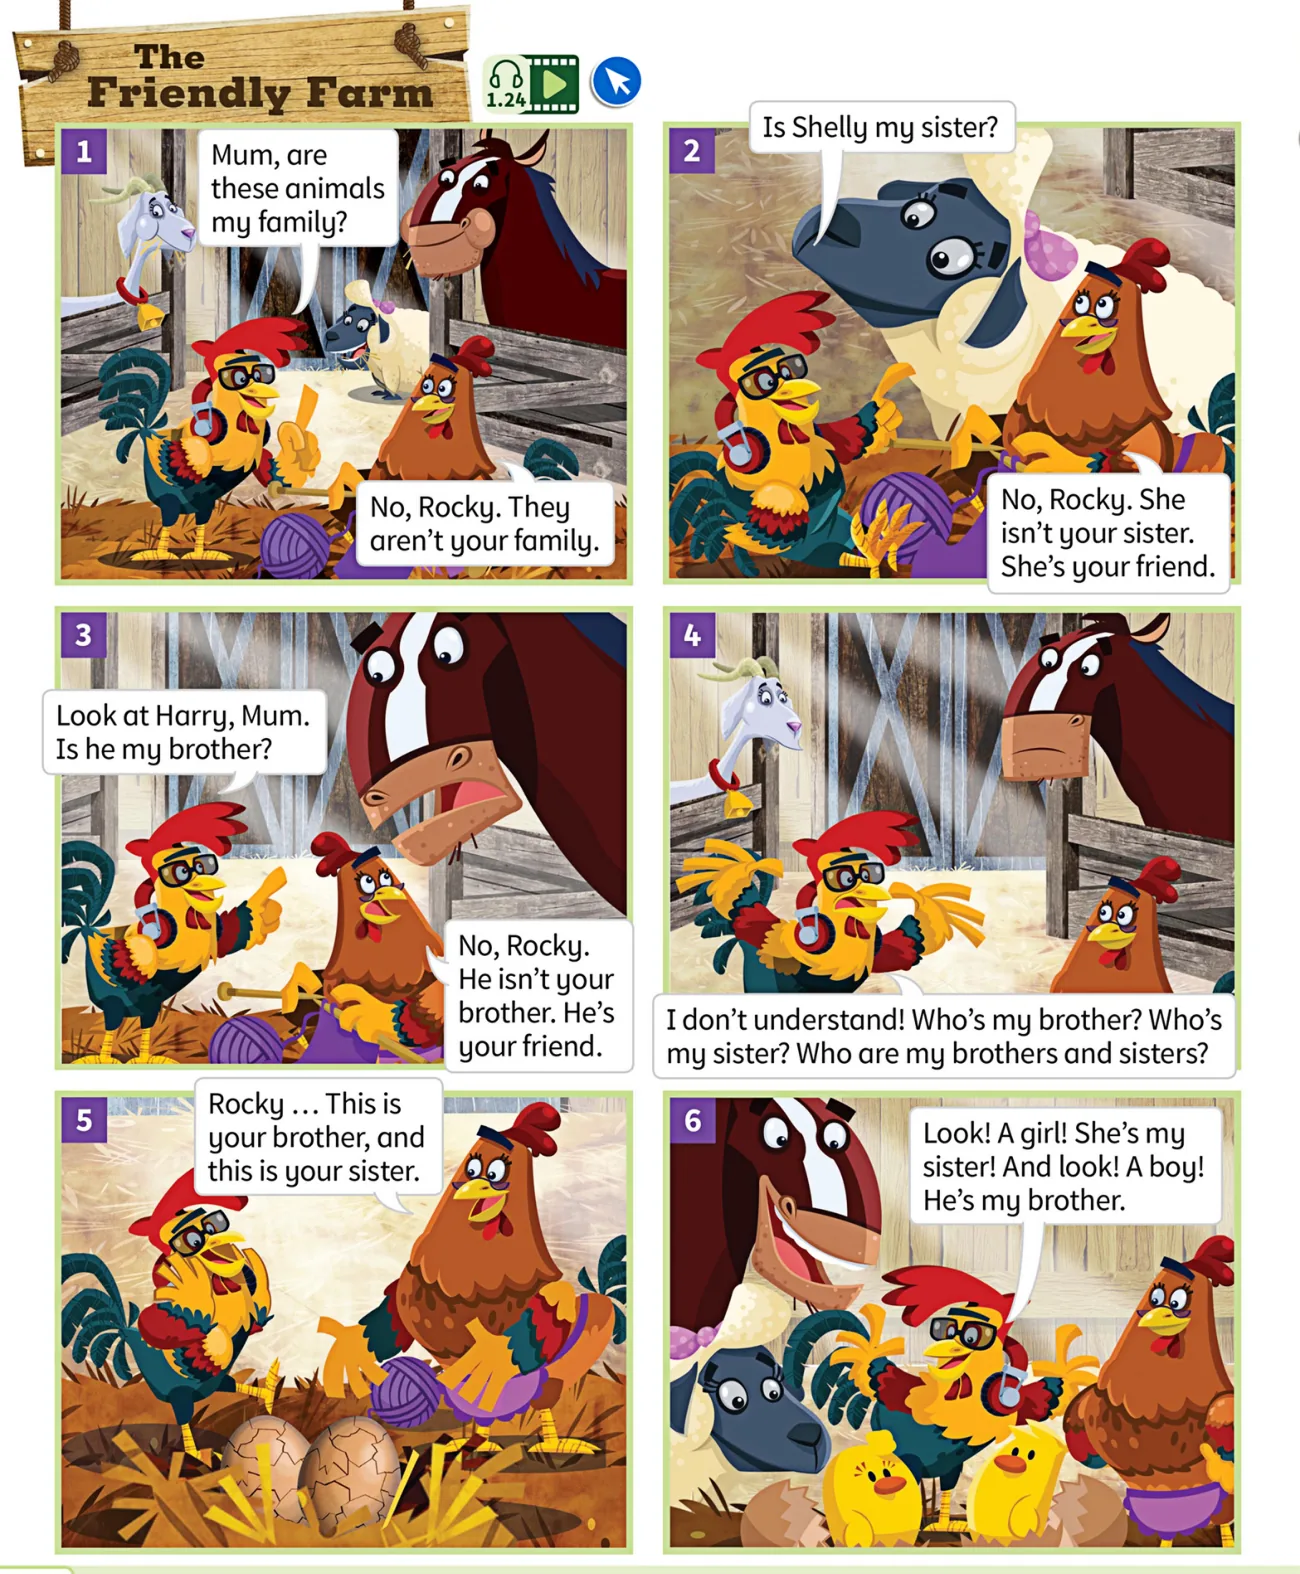 The
Friendly Farm
1.24
1
Mum, are
these animals
my family?
No, Rocky. They
aren't your family.
2
Is Shelly my sister?
No, Rocky. She
isn't your sister.
She's your friend.
3
Look at Harry, Mum.
Is he my brother?
No, Rocky.
He isn't your
brother. He's
your friend.
4
I don't understand! Who's my brother? Who's
my sister? Who are my brothers and sisters?
5
Rocky ... This is
your brother, and
this is your sister.
6
Look! A girl! She's my
sister! And look! A boy!
He's my brother.